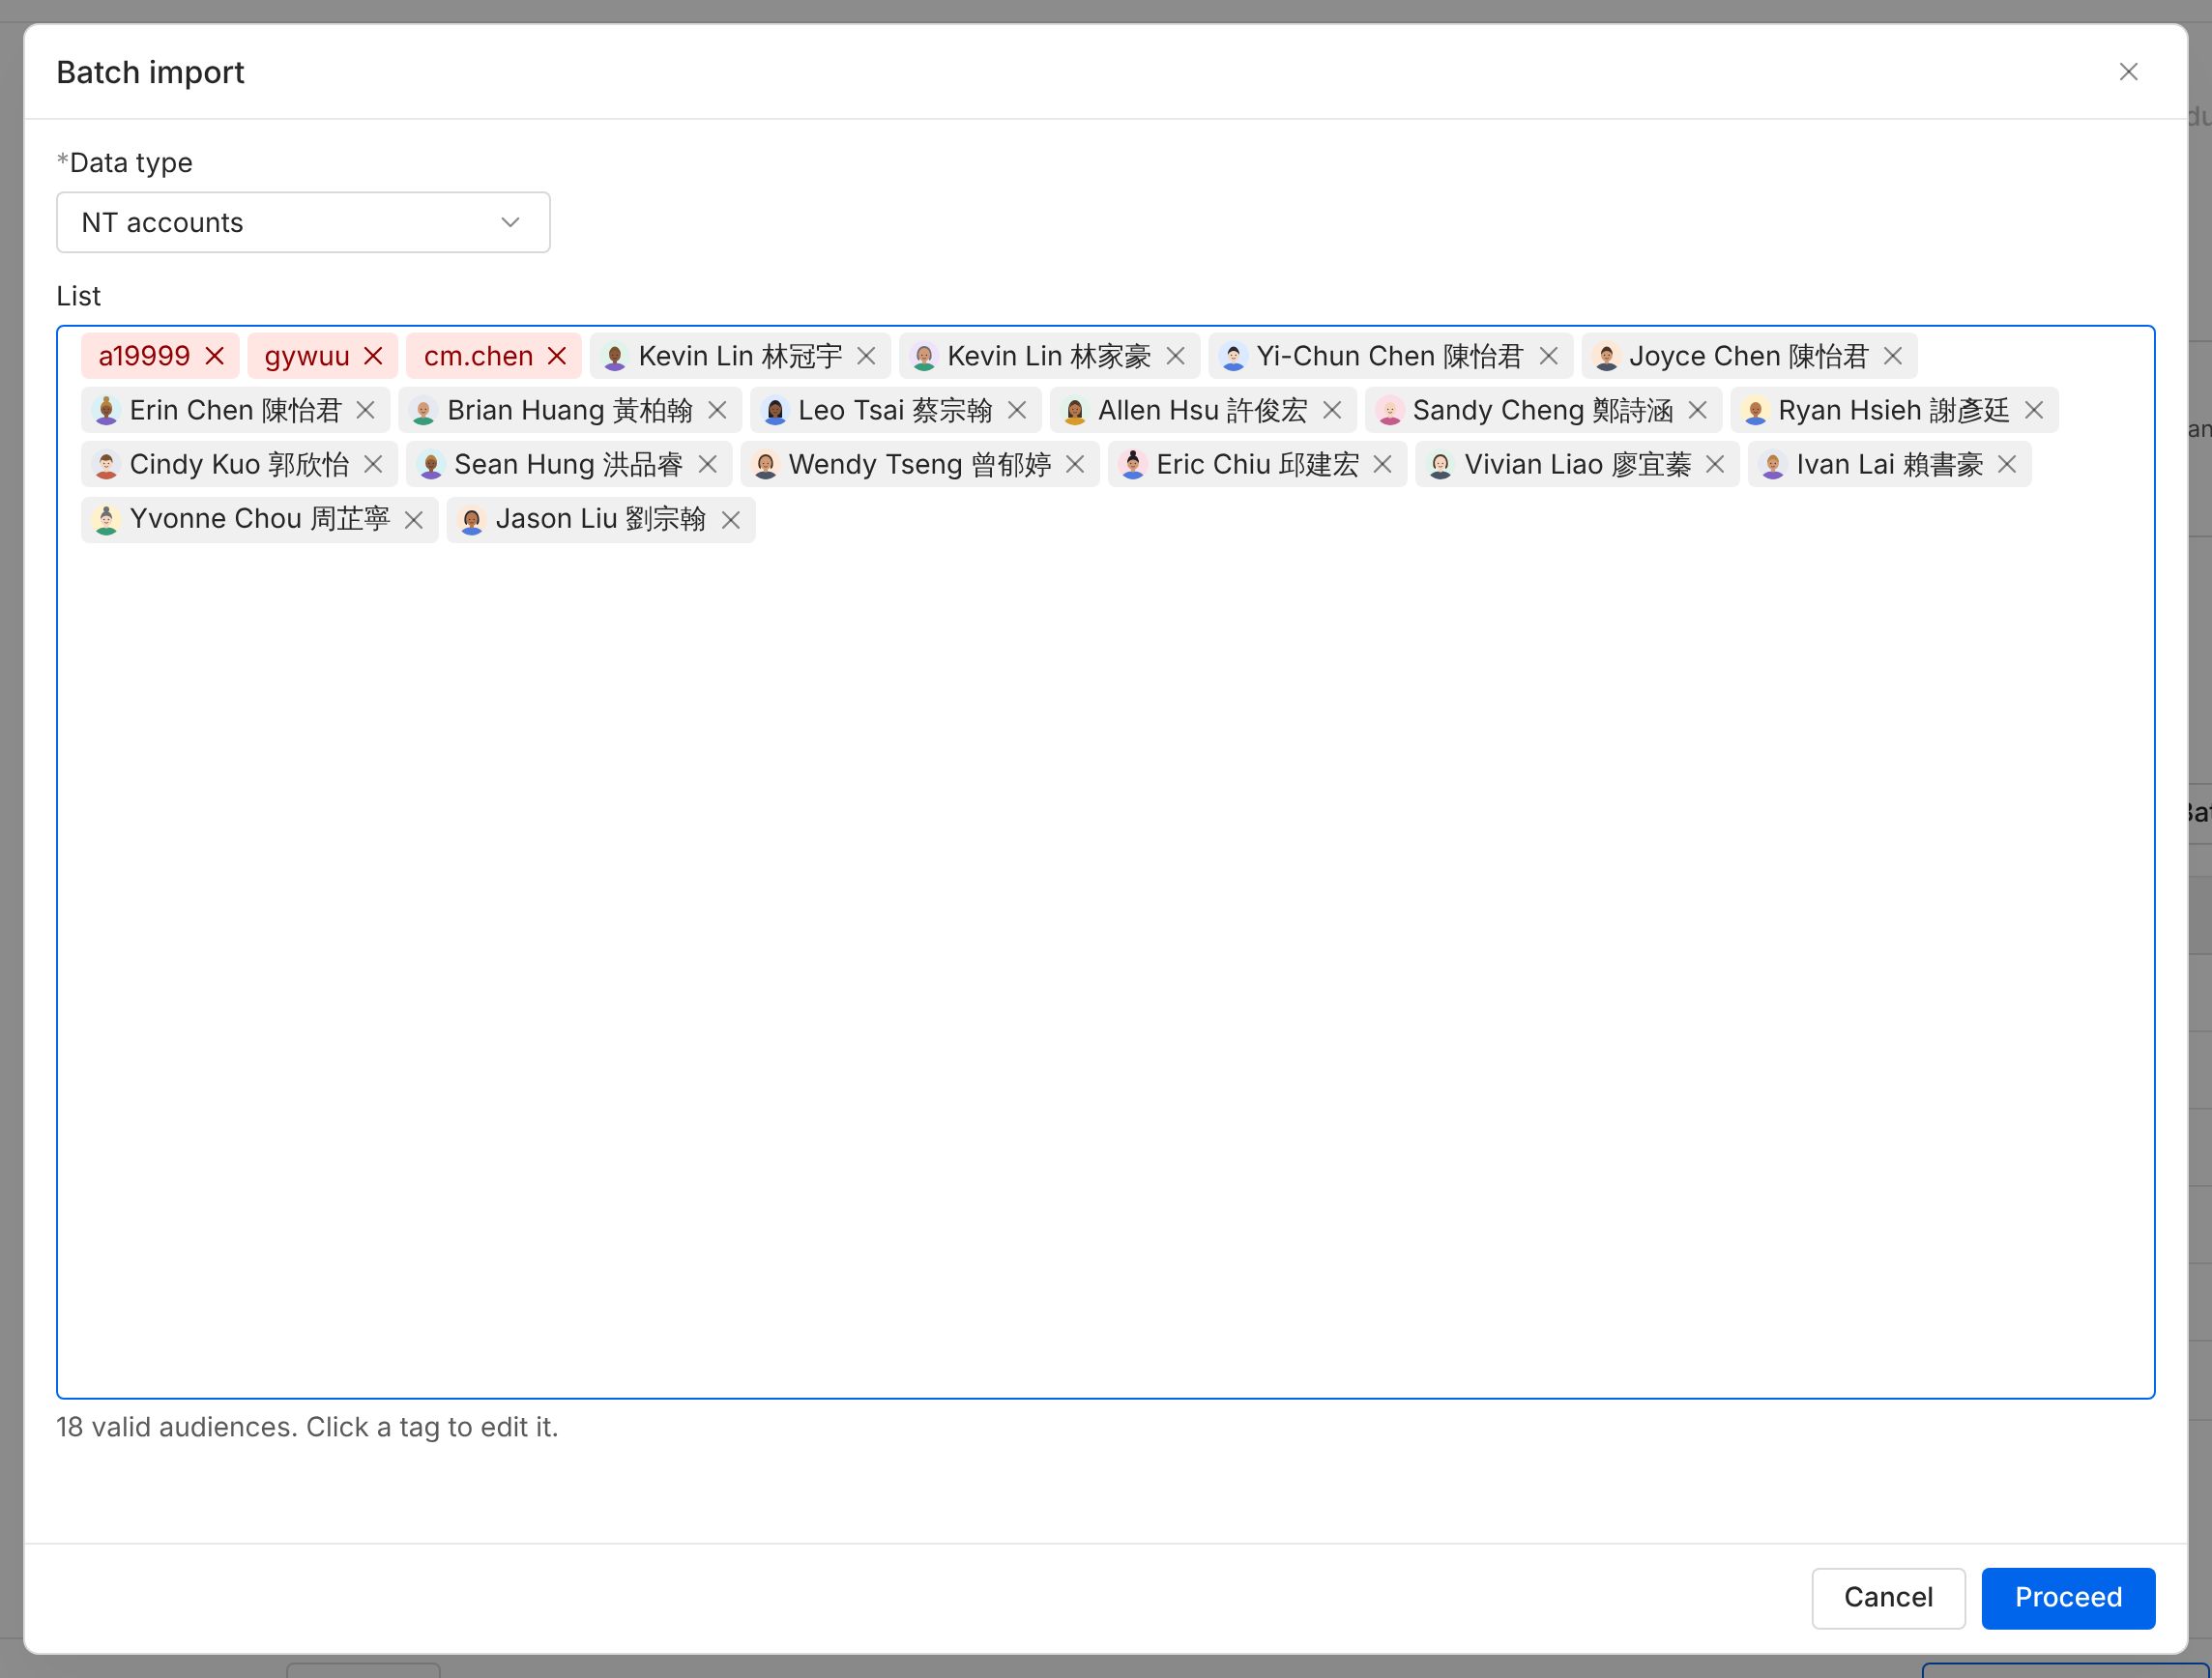 Batch import
*Data type
NT accounts
List
a19999 gywuu cm.chen Kevin Lin 林冠宇 Kevin Lin 林家豪 Yi-Chun Chen 陳怡君 Joyce Chen 陳怡君
Erin Chen 陳怡君 Brian Huang 黃柏翰 Leo Tsai 蔡宗翰 Allen Hsu 許俊宏 Sandy Cheng 鄭詩涵 Ryan Hsieh 謝彥廷
Cindy Kuo 郭欣怡 Sean Hung 洪品睿 Wendy Tseng 曾郁婷 Eric Chiu 邱建宏 Vivian Liao 廖宜蓁 Ivan Lai 賴書豪
Yvonne Chou 周芷寧 Jason Liu 劉宗翰
18 valid audiences. Click a tag to edit it.
Cancel Proceed